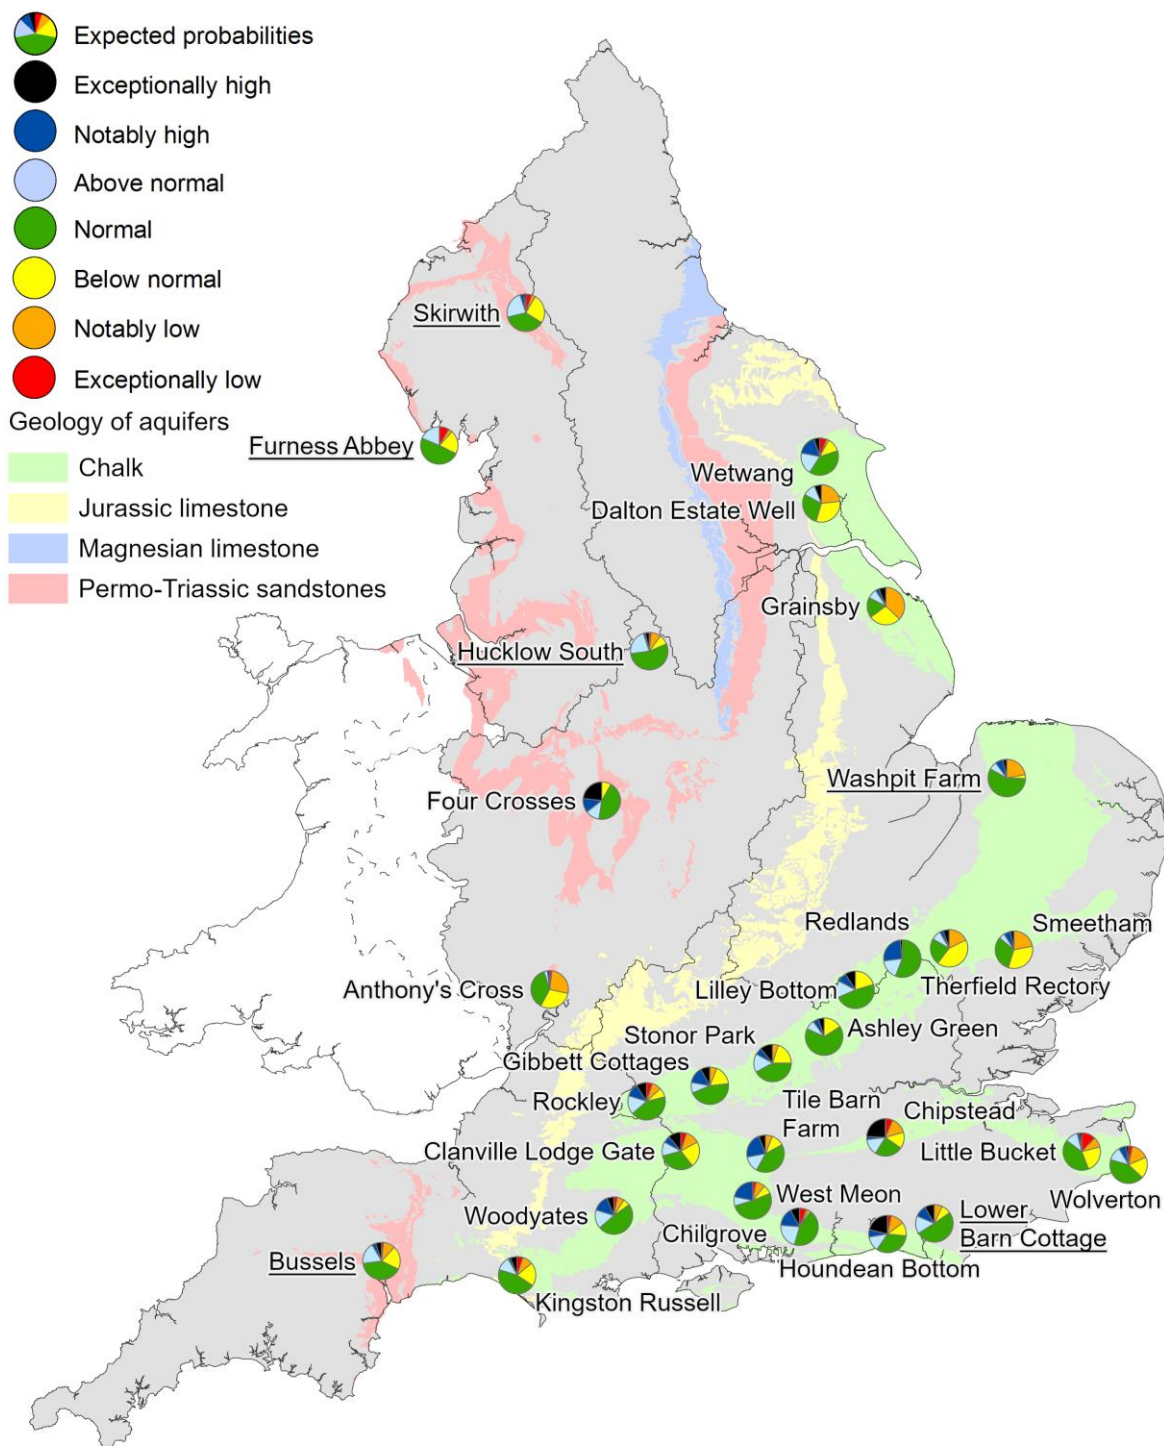 Expected probabilities
Exceptionally high
Notably high
Above normal
Normal
Below normal
Notably low
Exceptionally low
Geology of aquifers
Chalk
Jurassic limestone
Magnesian limestone
Permo-Triassic sandstones
Skirwith
Furness Abbey
Wetwang
Dalton Estate Well
Grainsby
Hucklow South
Washpit Farm
Four Crosses
Redlands
Smeetham
Anthony's Cross
Lilley Bottom
Therfield Rectory
Stonor Park
Ashley Green
Gibbett Cottages
Rockley
Tile Barn
Farm
Chipstead
Clanville Lodge Gate
Little Bucket
Wolverton
West Meon
Woodyates
Chilgrove
Lower
Barn Cottage
Bussels
Houndean Bottom
Kingston Russell